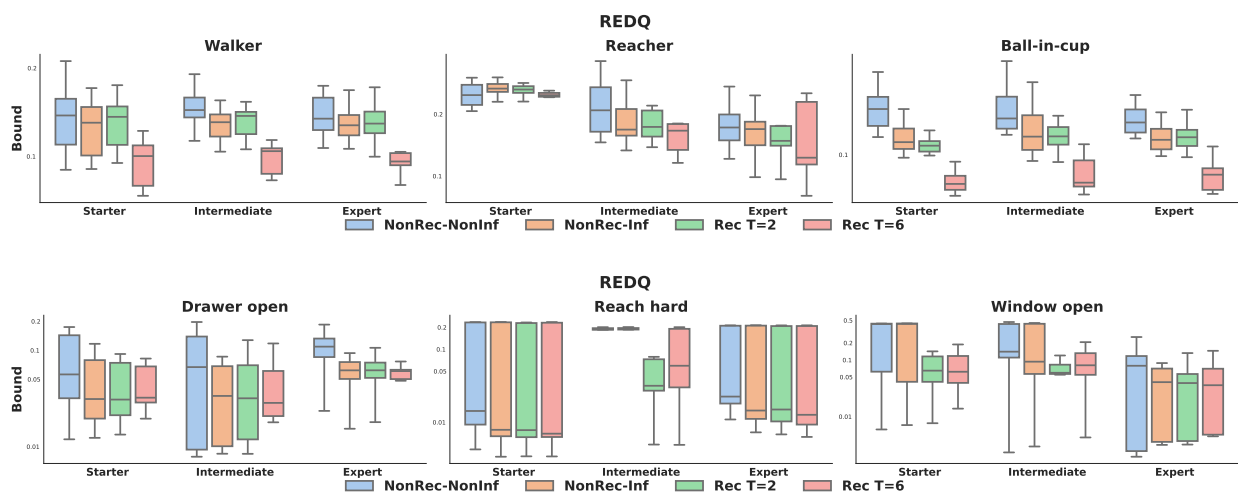 REDQ
Walker
Reacher
Ball-in-cup
Bound
0.2
0.1
0.2
0.1
0.1
Starter Intermediate Expert
Starter Intermediate Expert
Starter Intermediate Expert
NonRec-NonInf NonRec-Inf Rec T=2 Rec T=6
REDQ
Drawer open
Reach hard
Window open
Bound
0.2
0.1
0.05
0.01
0.2
0.05
0.01
0.5
0.2
0.1
0.05
0.01
Starter Intermediate Expert
Starter Intermediate Expert
Starter Intermediate Expert
NonRec-NonInf NonRec-Inf Rec T=2 Rec T=6